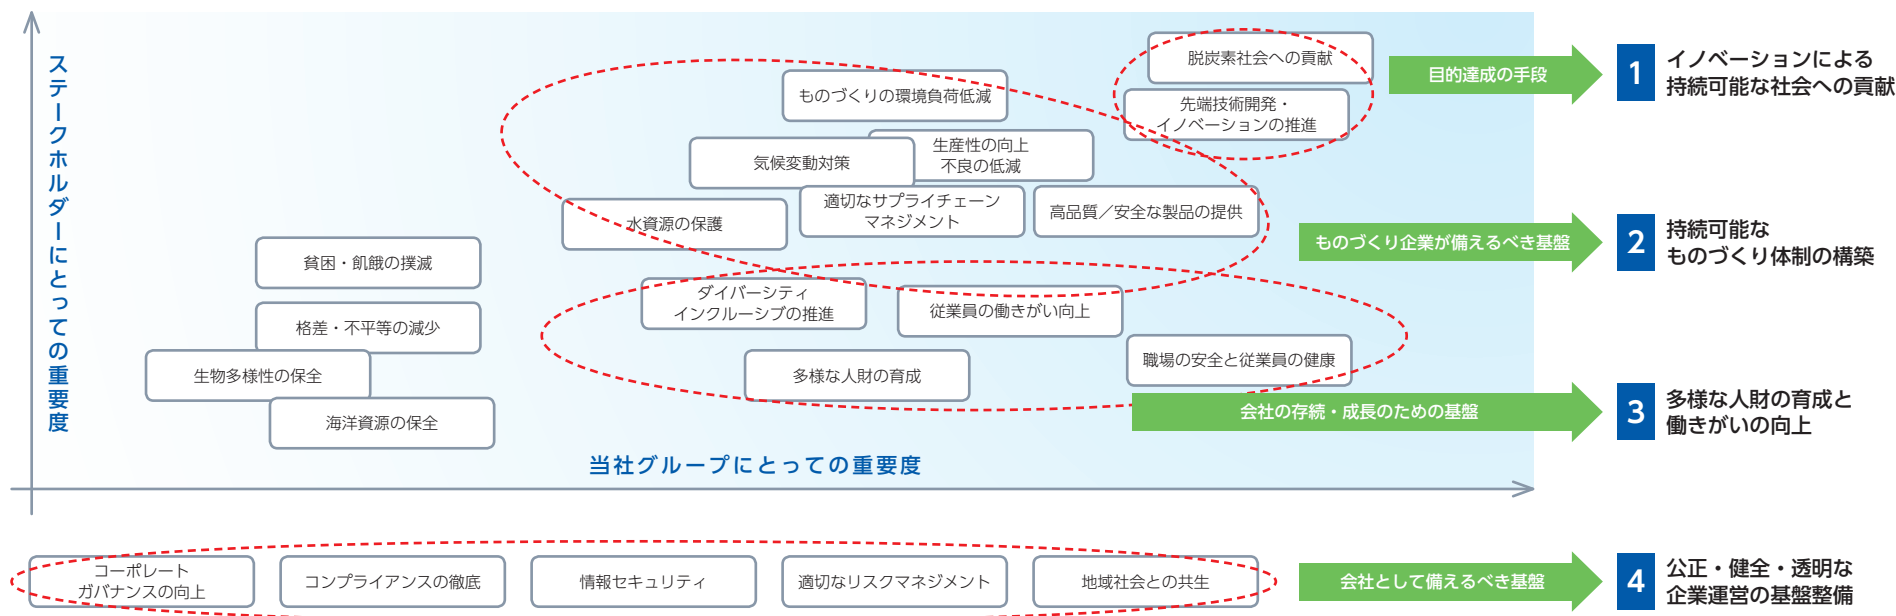 ステークホルダーにとっての重要度
脱炭素社会への貢献
ものづくりの環境負荷低減
先端技術開発・
イノベーションの推進
生産性の向上
不良の低減
気候変動対策
適切なサプライチェーン
マネジメント
高品質／安全な製品の提供
水資源の保護
貧困・飢餓の撲滅
格差・不平等の減少
生物多様性の保全
海洋資源の保全
ダイバーシティ
インクルーシブの推進
従業員の働きがい向上
職場の安全と従業員の健康
多様な人財の育成
当社グループにとっての重要度
目的達成の手段
1
イノベーションによる
持続可能な社会への貢献
ものづくり企業が備えるべき基盤
2
持続可能な
ものづくり体制の構築
会社の存続・成長のための基盤
3
多様な人財の育成と
働きがいの向上
コーポレート
ガバナンスの向上
コンプライアンスの徹底
情報セキュリティ
適切なリスクマネジメント
地域社会との共生
会社として備えるべき基盤
4
公正・健全・透明な
企業運営の基盤整備